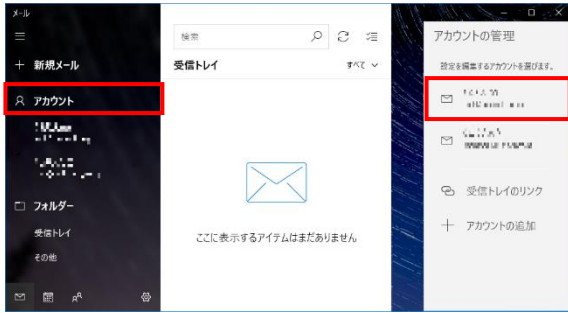 メール
新規メール
アカウント
フォルダー
受信トレイ
その他
検索
受信トレイ
すべて
ここに表示するアイテムはまだありません
アカウントの管理
設定を編集するアカウントを選びます。
受信トレイのリンク
アカウントの追加